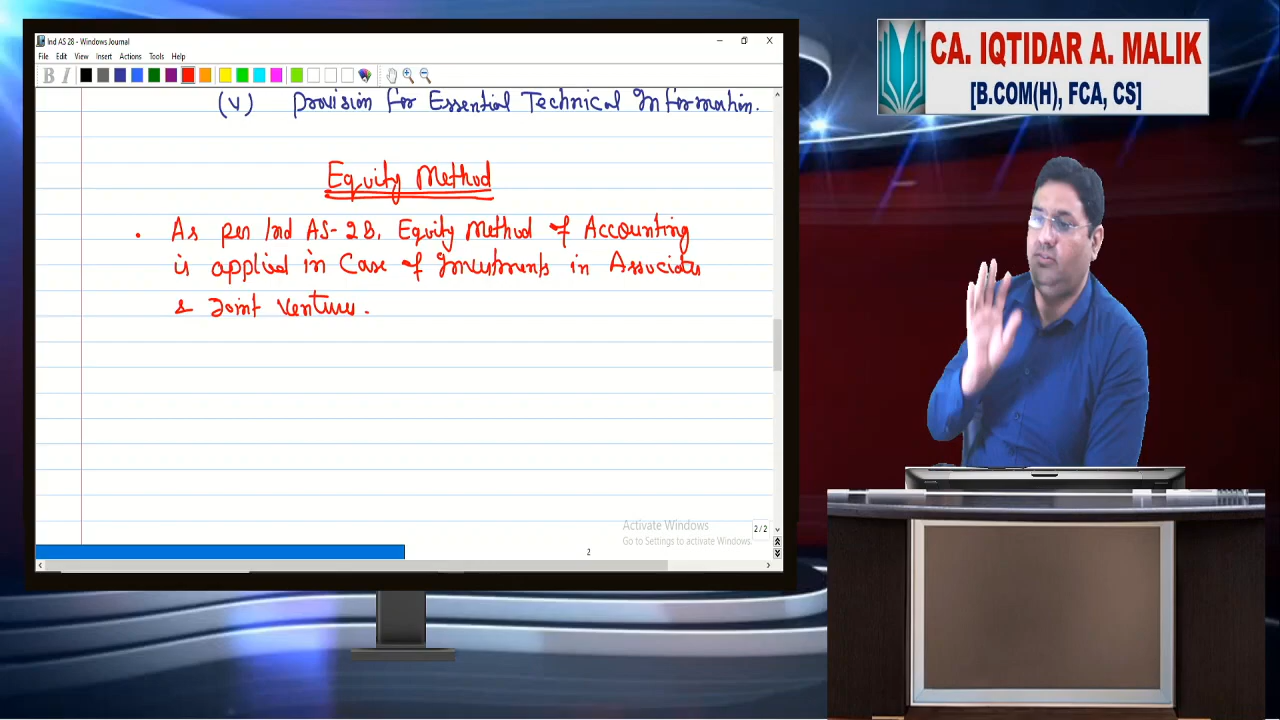 Ind AS 28 - Windows Journal
File Edit View Insert Actions Tools Help
B I
(v) Provision for Essential Technical Information.
Equity Method
. As per Ind AS-28, Equity Method of Accounting
is applied in Case of Investments in Associates
& Joint Ventures.
Activate Windows
Go to Settings to activate Windows.
2/2
2
CA. IQTIDAR A. MALIK
[B.COM(H), FCA, CS]